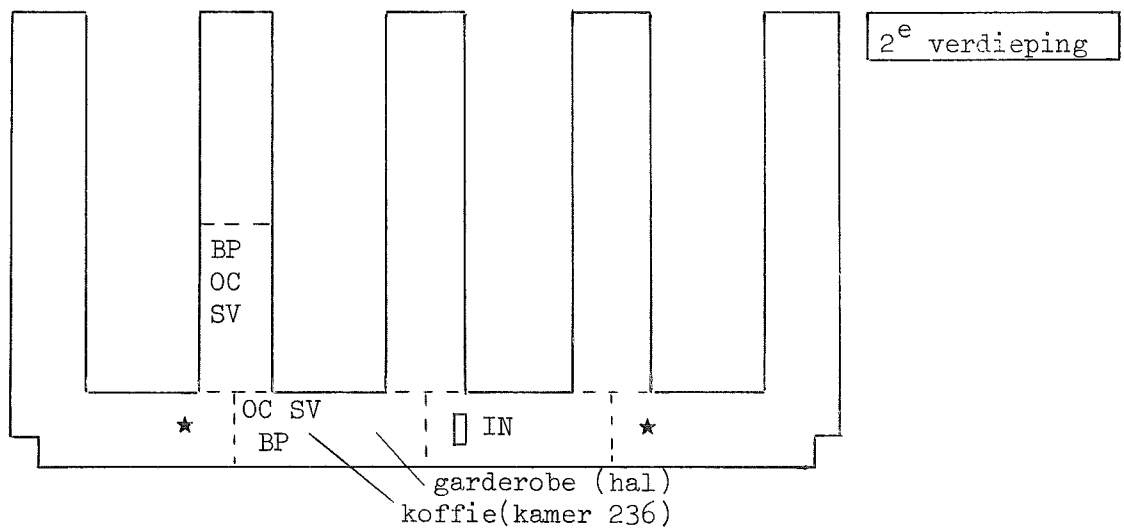 2e verdieping
BP
OC
SV
OC SV
BP
IN
garderobe (hal)
koffie(kamer 236)